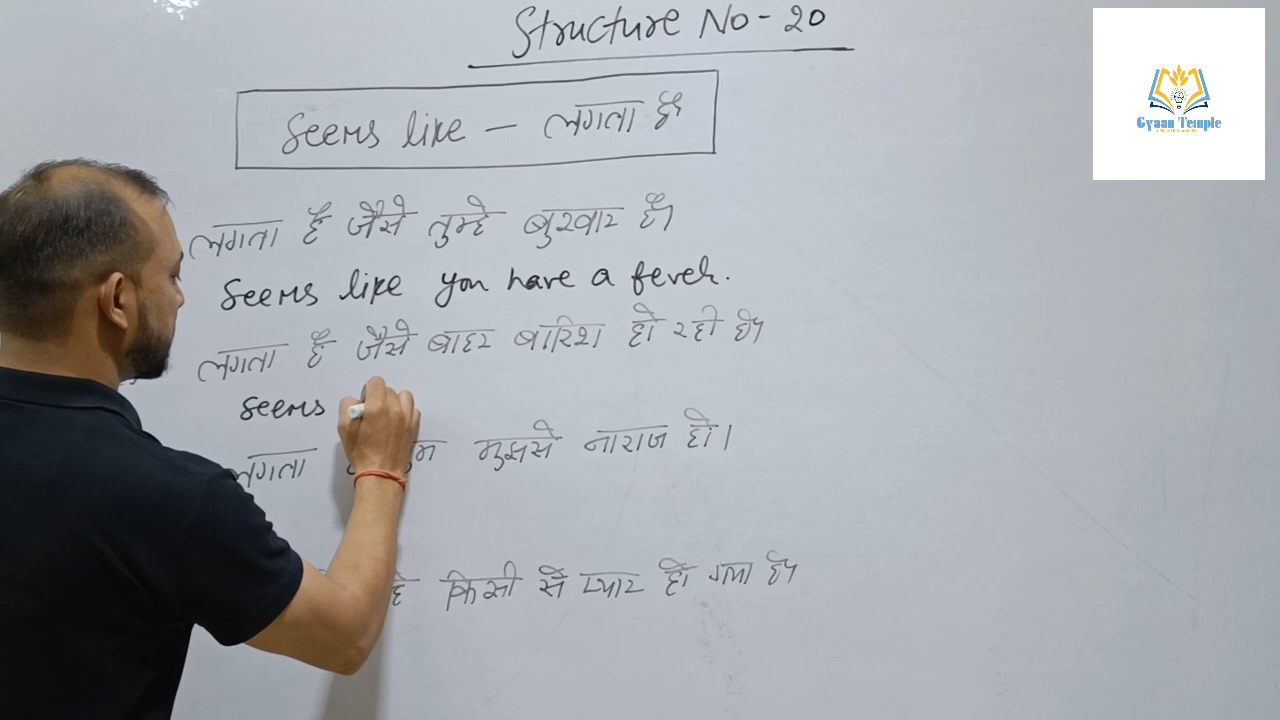 Structure No - 20
Seems like – लगता है
लगता है जैसे तुम्हे बुखार है।
Seems like you have a fever.
लगता है जैसे बाहर बारिश हो रही है।
Seems
लगता मुझसे नाराज हो।
किसी से प्यार हो गया है।
Gyaan Temple